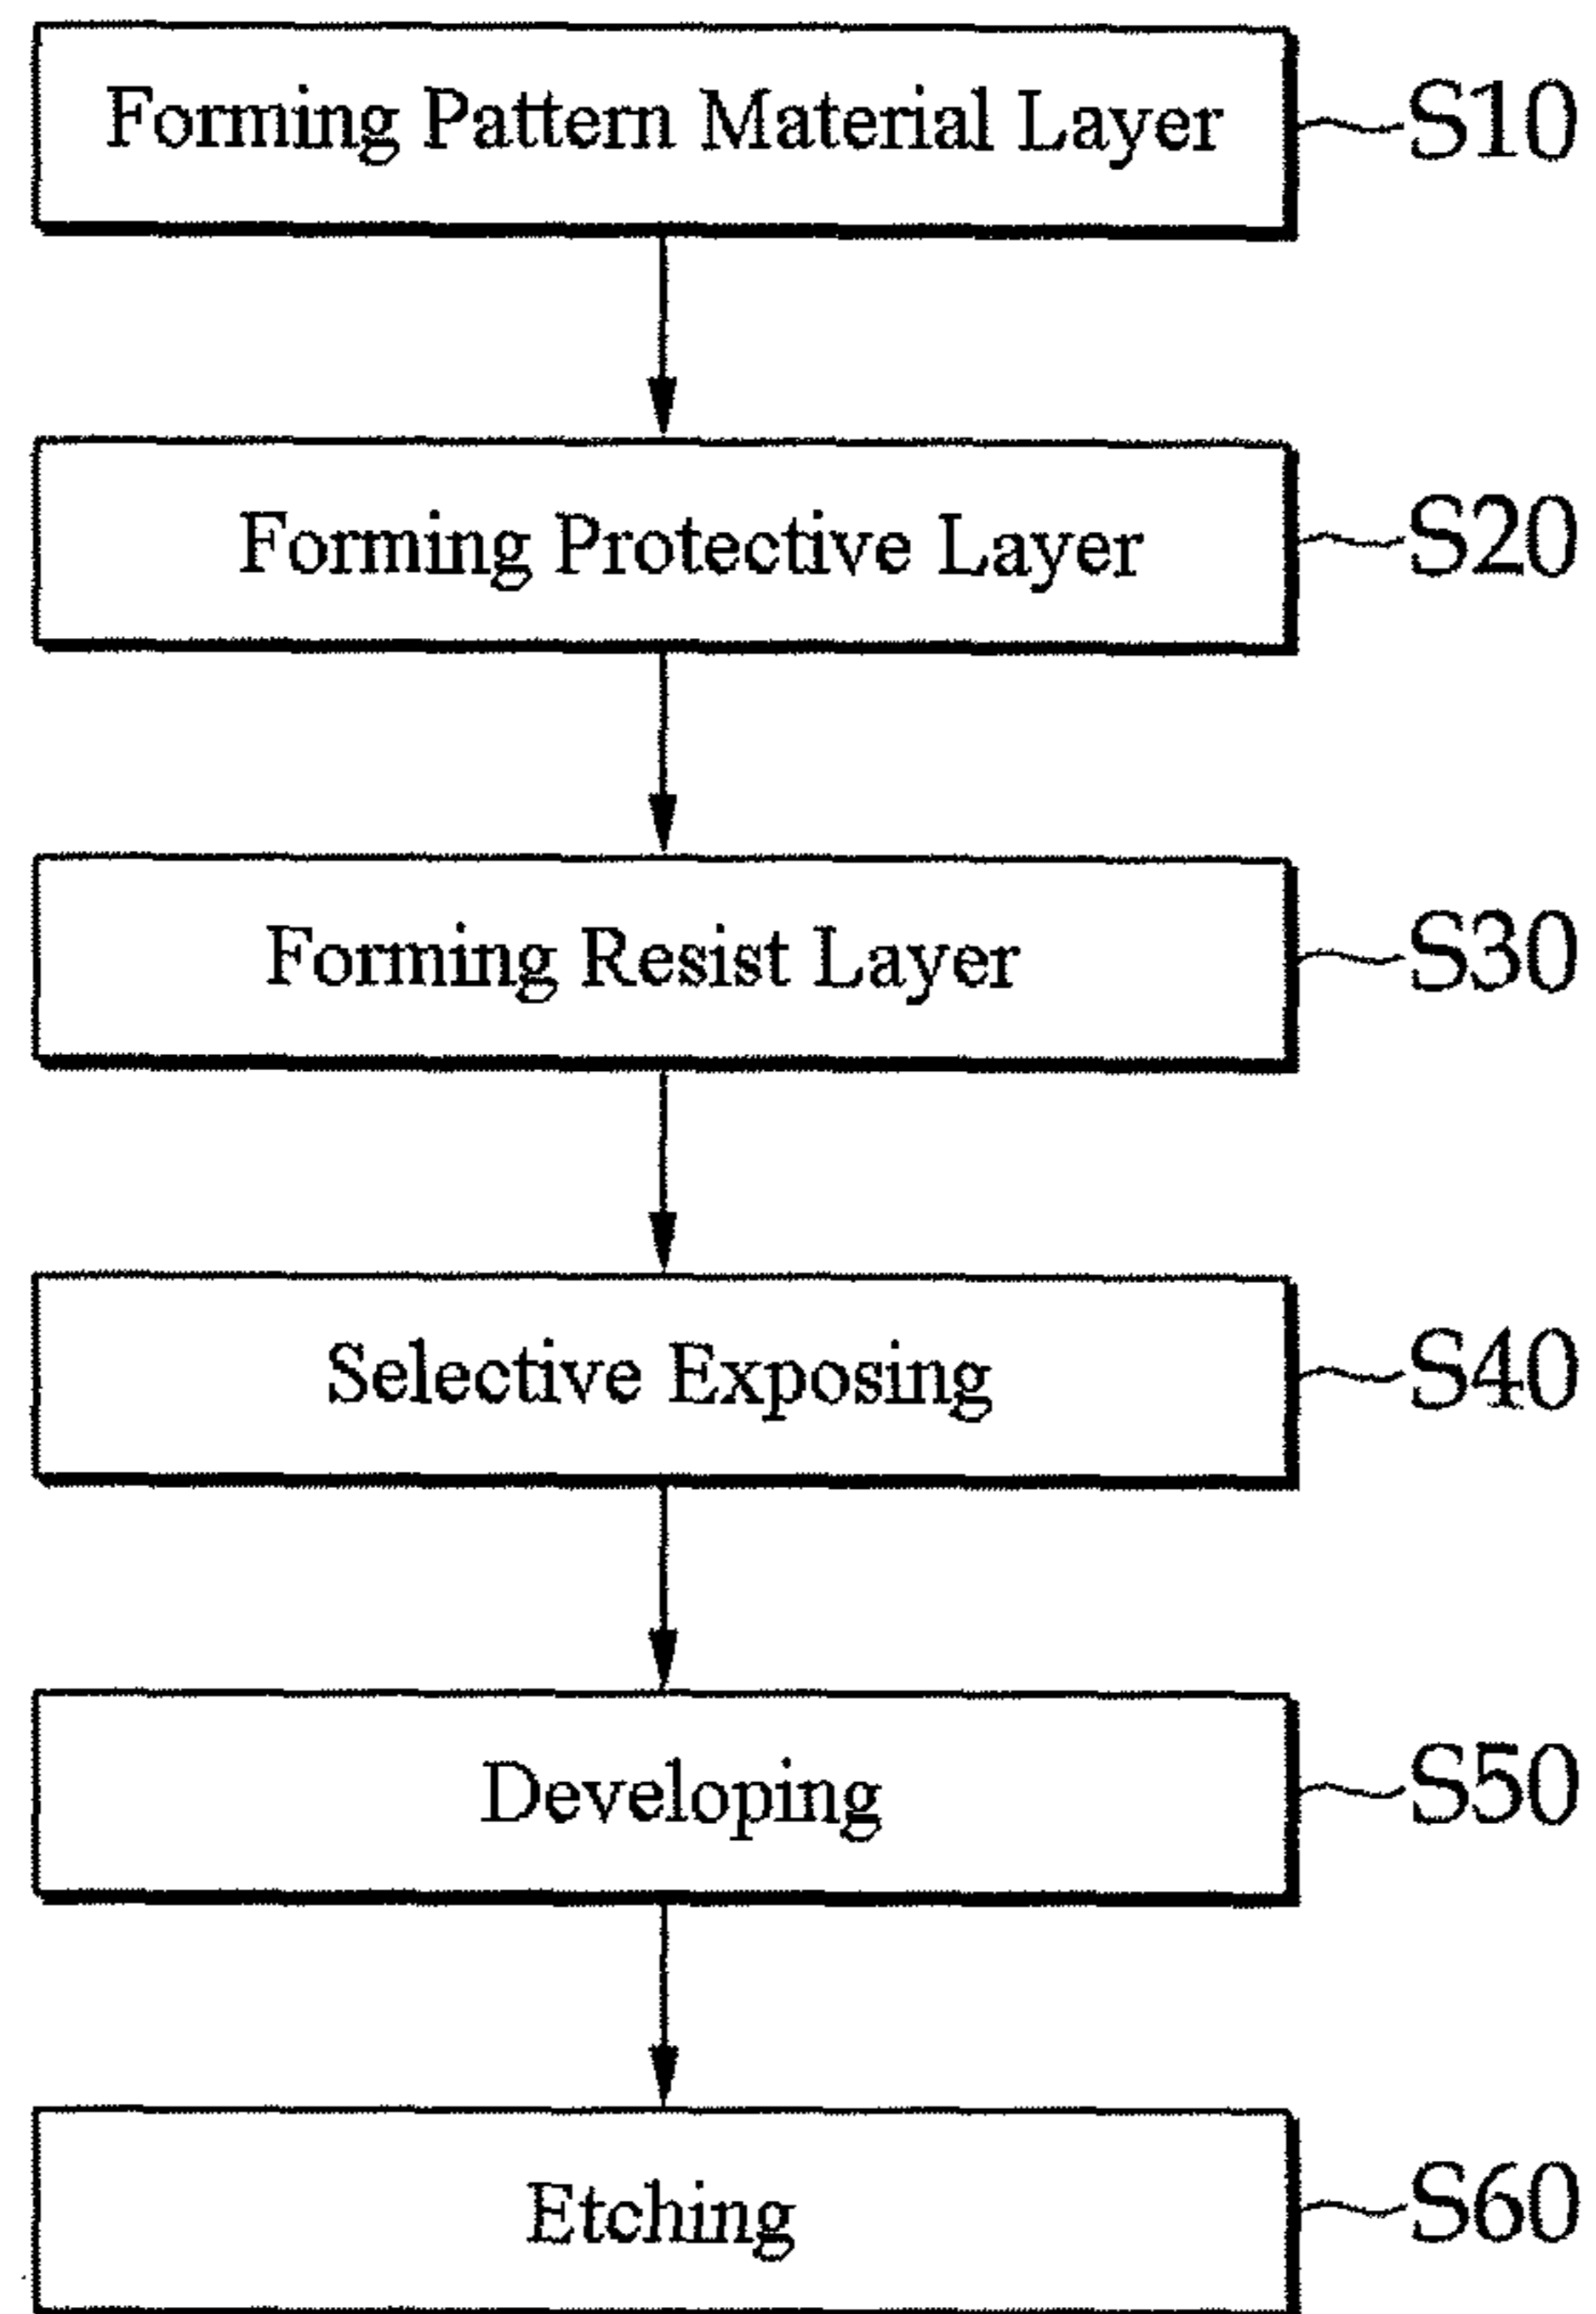 Forming Pattern Material Layer S10
Forming Protective Layer S20
Forming Resist Layer S30
Selective Exposing S40
Developing S50
Etching S60